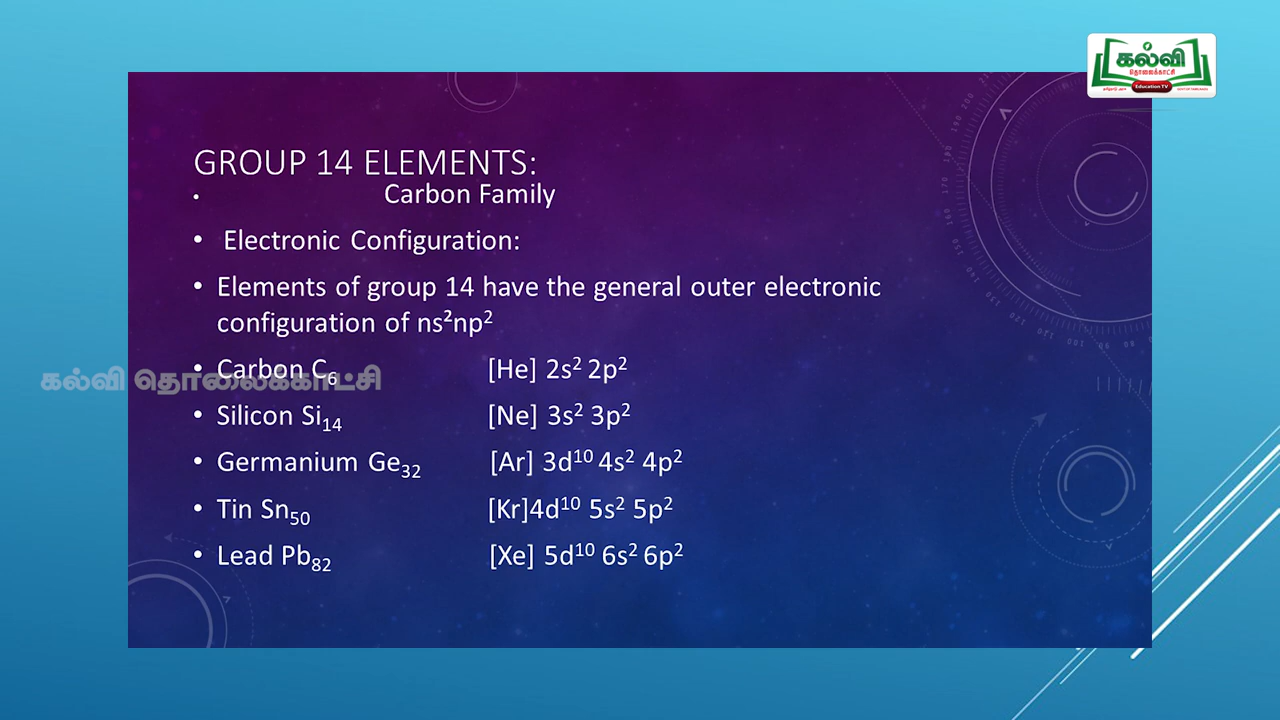 கல்வி
தொலைக்காட்சி
Education TV
GROUP 14 ELEMENTS:
• Carbon Family
• Electronic Configuration:
• Elements of group 14 have the general outer electronic
configuration of ns²np²
• Carbon C₆ [He] 2s² 2p²
கல்வி தொலைக்காட்சி
• Silicon Si₁₄ [Ne] 3s² 3p²
• Germanium Ge₃₂ [Ar] 3d¹⁰ 4s² 4p²
• Tin Sn₅₀ [Kr]4d¹⁰ 5s² 5p²
• Lead Pb₈₂ [Xe] 5d¹⁰ 6s² 6p²